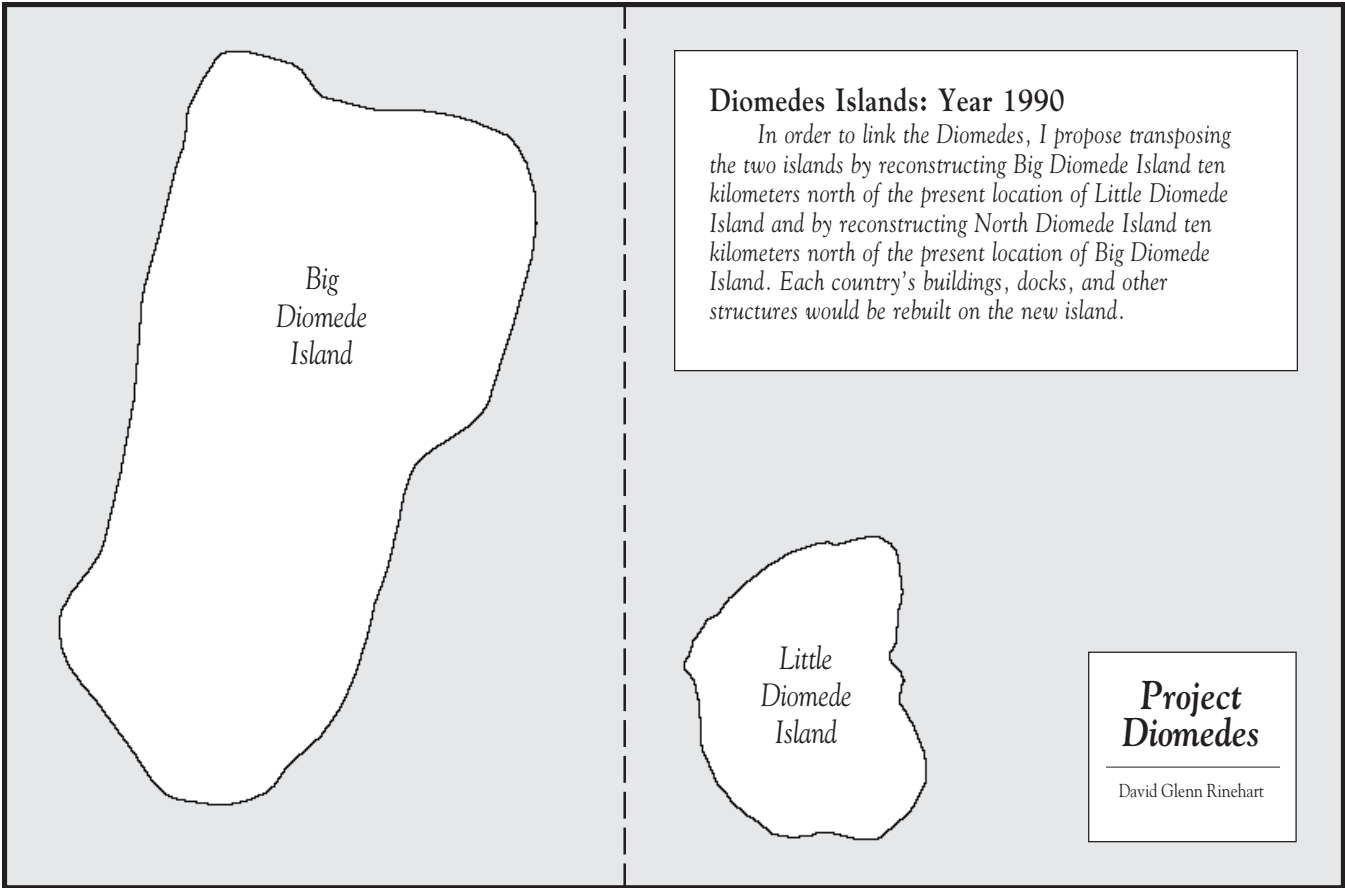 Big
Diomede
Island
Diomedes Islands: Year 1990
In order to link the Diomedes, I propose transposing
the two islands by reconstructing Big Diomede Island ten
kilometers north of the present location of Little Diomede
Island and by reconstructing North Diomede Island ten
kilometers north of the present location of Big Diomede
Island. Each country's buildings, docks, and other
structures would be rebuilt on the new island.
Little
Diomede
Island
Project
Diomedes
David Glenn Rinehart